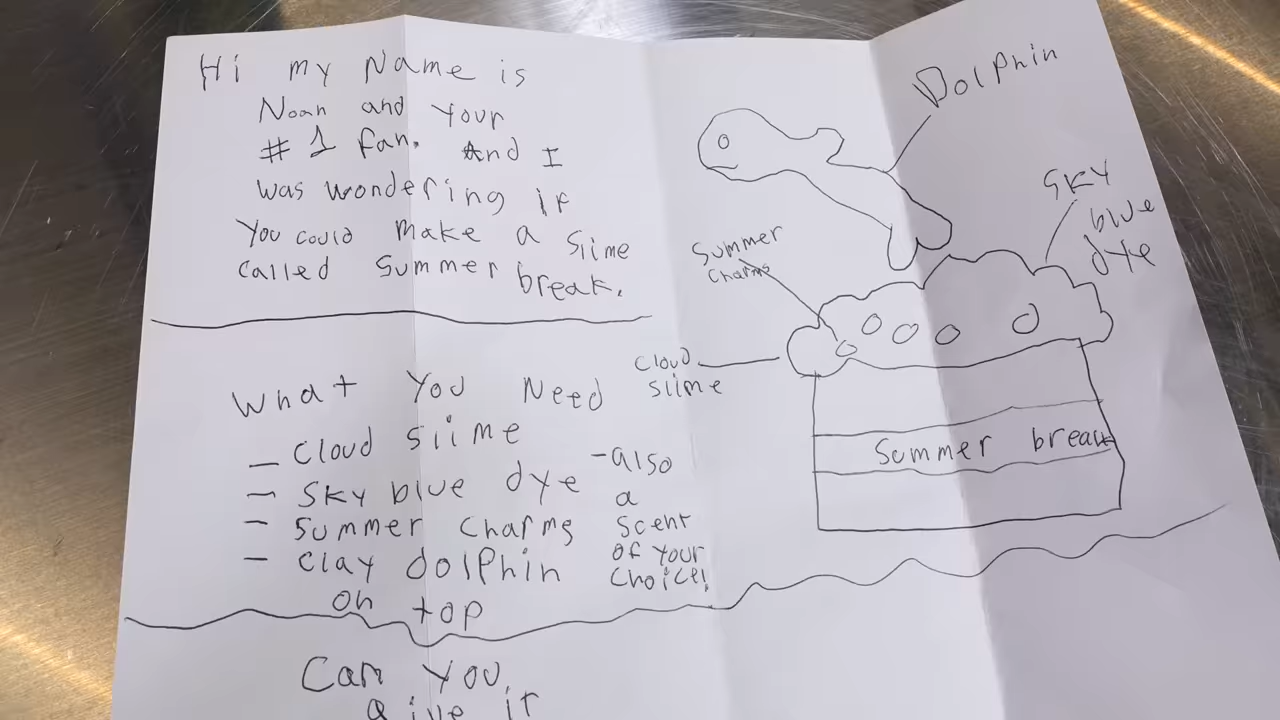 Hi my Name is
Noah and your
# 1 fan. And I
was wondering if
You could make a Slime
called Summer break.
What You Need
- Cloud Slime
- Sky blue dye
- Summer Charms
- Clay dolphin
on top
- also
a
Scent
of your
Choice!
Can You
give it
Dolphin
Sky
blue
dye
Summer
Charms
Cloud
slime
Summer break